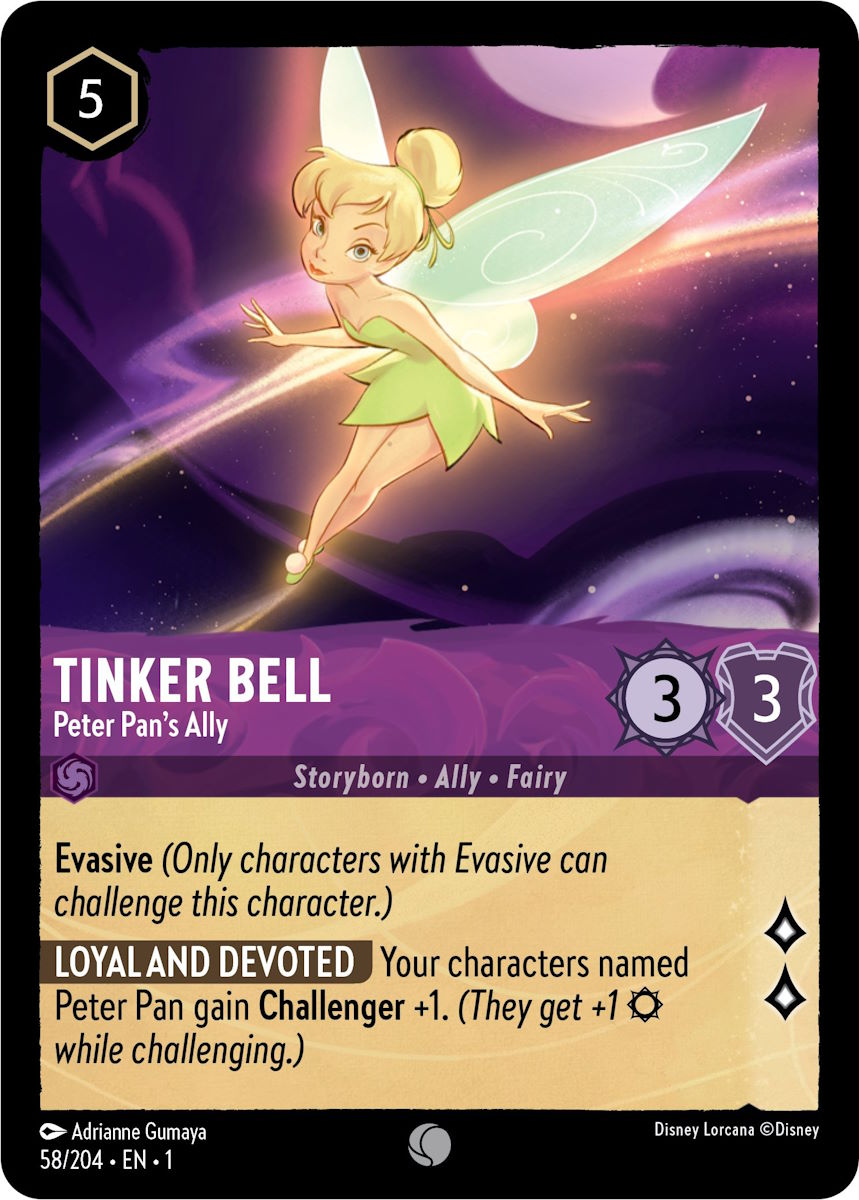 5
TINKER BELL
Peter Pan's Ally
3
3
Storyborn • Ally • Fairy
Evasive (Only characters with Evasive can
challenge this character.)
LOYAL AND DEVOTED Your characters named
Peter Pan gain Challenger +1. (They get +1
while challenging.)
Adrianne Gumaya
Disney Lorcana ©Disney
58/204 • EN • 1